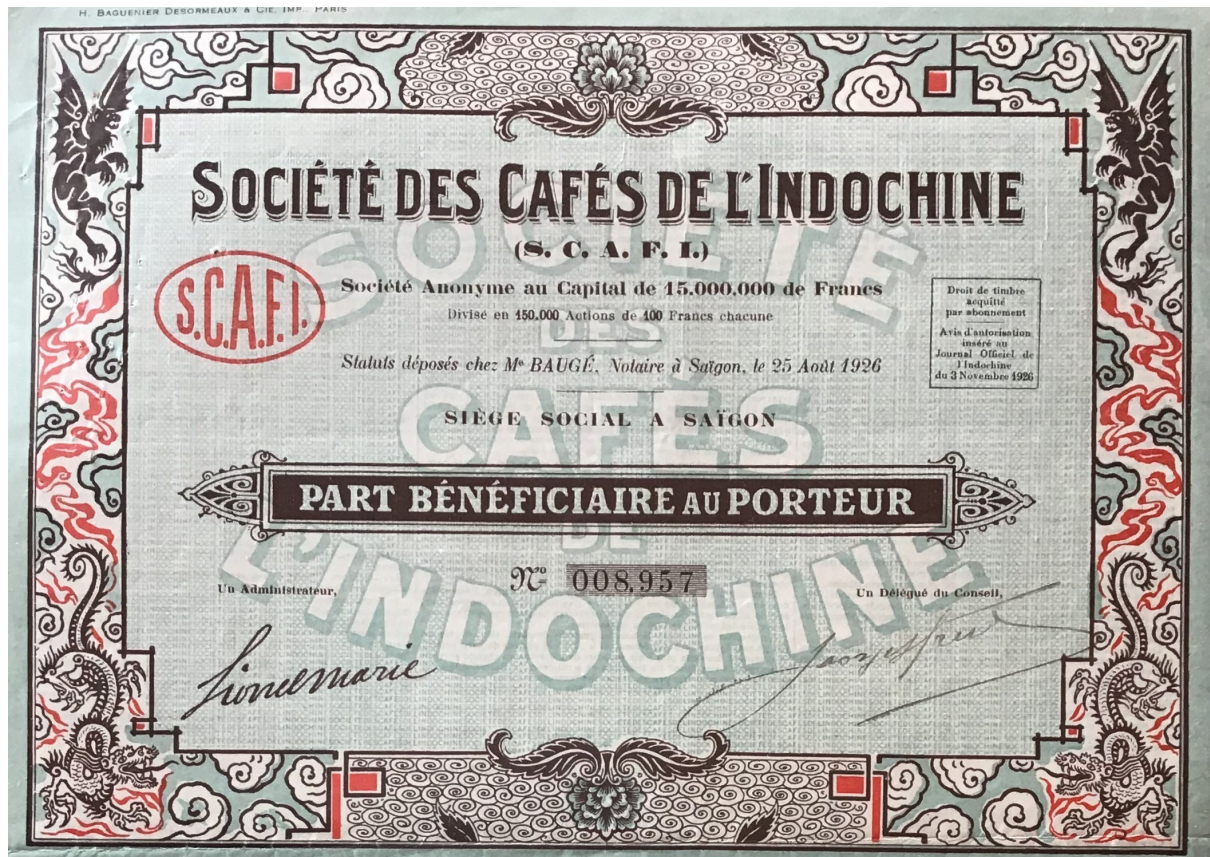 H. BAGUENIER DESORMEAUX & CIE, IMP., PARIS
SOCIÉTÉ DES CAFÉS DE L'INDOCHINE
(S. C. A. F. I.)
S.C.A.F.I.
Société Anonyme au Capital de 15.000.000 de Francs
Divisé en 150.000 Actions de 100 Francs chacune
Statuts déposés chez Me BAUGÉ, Notaire à Saïgon, le 25 Août 1926
Droit de timbre
acquitté
par abonnement
Avis d'autorisation
inséré au
Journal Officiel de
l'Indochine
du 3 Novembre 1926
SIÈGE SOCIAL A SAÏGON
PART BÉNÉFICIAIRE AU PORTEUR
No 008,957
Un Administrateur,
Un Délégué du Conseil,
Lionelmarie
SOCIÉTÉ
DES
CAFÉS
DE
L'INDOCHINE